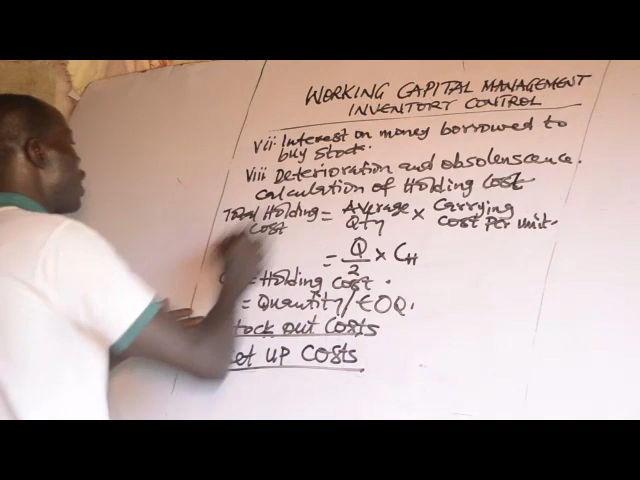 WORKING CAPITAL MANAGEMENT
INVENTORY CONTROL
Vii. Interest on money borrowed to
buy stock.
Viii Deterioration and obsolenscence.
Calculation of Holding Cost
Total Holding Cost = Average QTY × Carrying Cost Per unit.
= Q/2 × CH
= Holding cost.
= Quantity/EOQ.
tock out Costs
et UP Costs